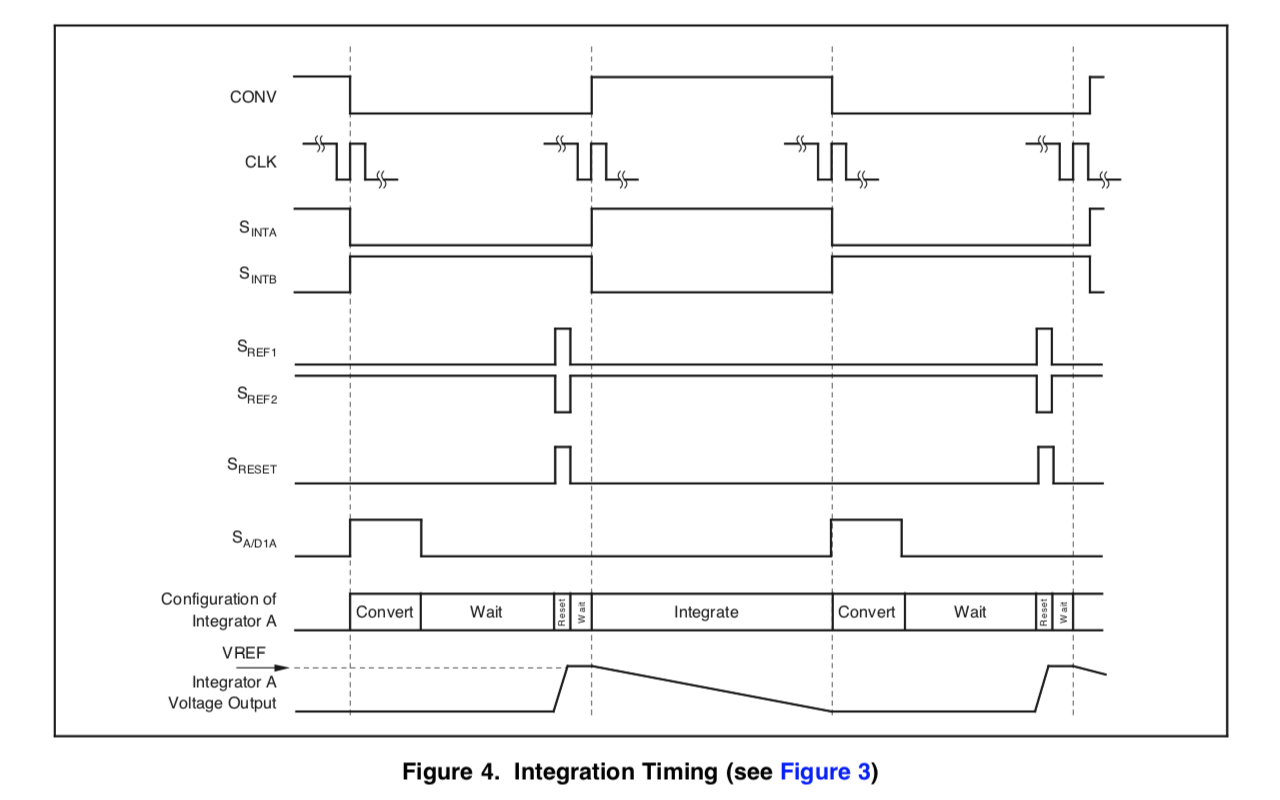 CONV
CLK
SINTA
SINTB
SREF1
SREF2
SRESET
SA/D1A
Configuration of
Integrator A
Convert Wait Reset Wait Integrate Convert Wait Reset Wait
VREF
Integrator A
Voltage Output
Figure 4. Integration Timing (see Figure 3)